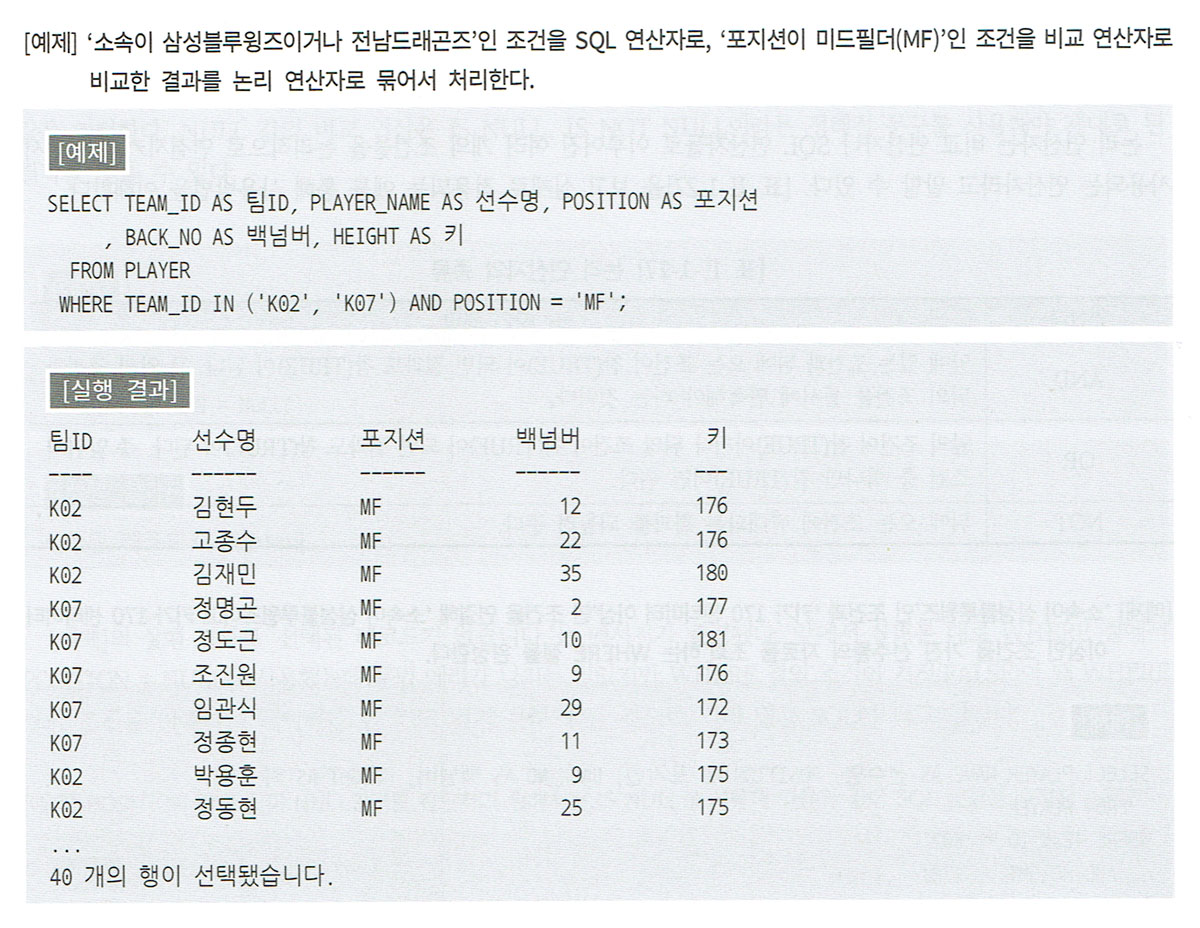 [예제] ‘소속이 삼성블루윙즈이거나 전남드래곤즈’인 조건을 SQL 연산자로, ‘포지션이 미드필더(MF)’인 조건을 비교 연산자로
비교한 결과를 논리 연산자로 묶어서 처리한다.
[예제]
SELECT TEAM_ID AS 팀ID, PLAYER_NAME AS 선수명, POSITION AS 포지션
, BACK_NO AS 백넘버, HEIGHT AS 키
FROM PLAYER
WHERE TEAM_ID IN ('K02', 'K07') AND POSITION = 'MF';
[실행 결과]
팀ID 선수명 포지션 백넘버 키
---- ------ ------ ------ ---
K02 김현두 MF 12 176
K02 고종수 MF 22 176
K02 김재민 MF 35 180
K07 정명곤 MF 2 177
K07 정도근 MF 10 181
K07 조진원 MF 9 176
K07 임관식 MF 29 172
K07 정종현 MF 11 173
K02 박용훈 MF 9 175
K02 정동현 MF 25 175
...
40 개의 행이 선택됐습니다.